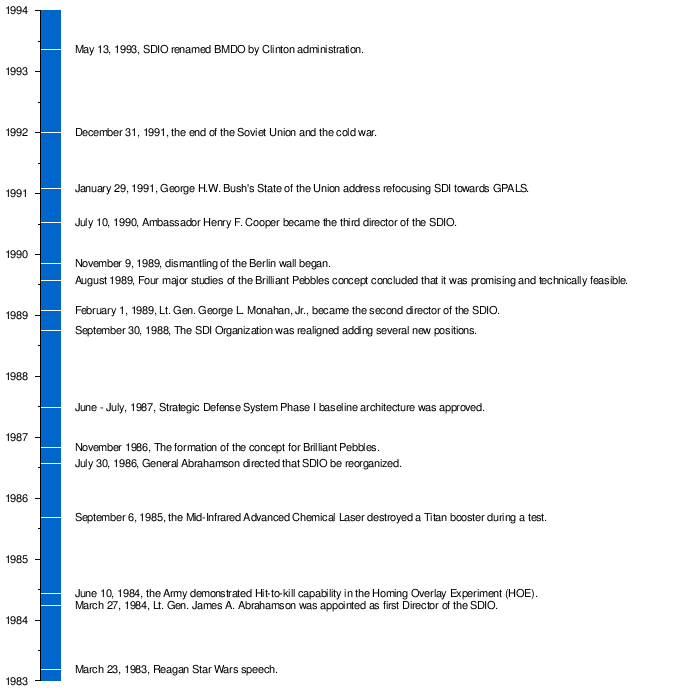 1994
May 13, 1993, SDIO renamed BMDO by Clinton administration.
1993
1992
December 31, 1991, the end of the Soviet Union and the cold war.
January 29, 1991, George H.W. Bush's State of the Union address refocusing SDI towards GPALS.
1991
July 10, 1990, Ambassador Henry F. Cooper became the third director of the SDIO.
1990
November 9, 1989, dismantling of the Berlin wall began.
August 1989, Four major studies of the Brilliant Pebbles concept concluded that it was promising and technically feasible.
February 1, 1989, Lt. Gen. George L. Monahan, Jr., became the second director of the SDIO.
1989
September 30, 1988, The SDI Organization was realigned adding several new positions.
1988
June - July, 1987, Strategic Defense System Phase I baseline architecture was approved.
1987
November 1986, The formation of the concept for Brilliant Pebbles.
July 30, 1986, General Abrahamson directed that SDIO be reorganized.
1986
September 6, 1985, the Mid-Infrared Advanced Chemical Laser destroyed a Titan booster during a test.
1985
June 10, 1984, the Army demonstrated Hit-to-kill capability in the Homing Overlay Experiment (HOE).
March 27, 1984, Lt. Gen. James A. Abrahamson was appointed as first Director of the SDIO.
1984
March 23, 1983, Reagan Star Wars speech.
1983